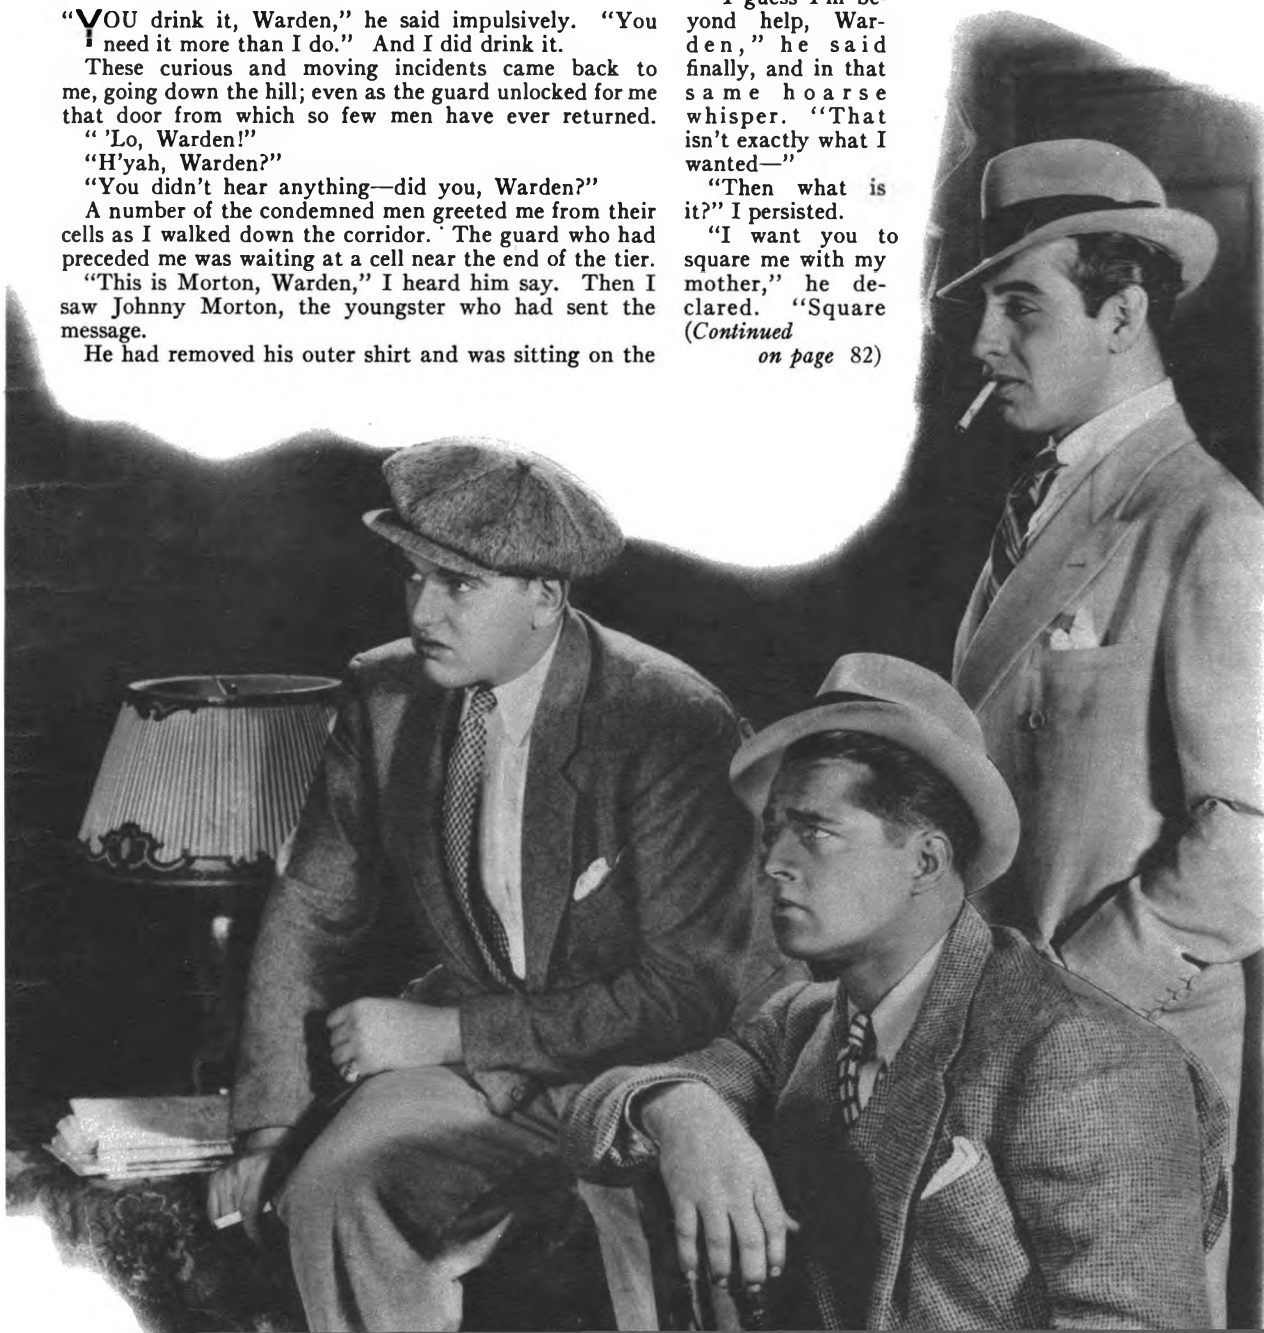 “YOU drink it, Warden,” he said impulsively. “You
need it more than I do.” And I did drink it.
These curious and moving incidents came back to
me, going down the hill; even as the guard unlocked for me
that door from which so few men have ever returned.
“ 'Lo, Warden!”
“H'yah, Warden?”
“You didn't hear anything—did you, Warden?”
A number of the condemned men greeted me from their
cells as I walked down the corridor. The guard who had
preceded me was waiting at a cell near the end of the tier.
“This is Morton, Warden,” I heard him say. Then I
saw Johnny Morton, the youngster who had sent the
message.
He had removed his outer shirt and was sitting on the
“I guess I'm be-
yond help, War-
den,” he said
finally, and in that
same hoarse
whisper. “That
isn't exactly what I
wanted—”
“Then what is
it?” I persisted.
“I want you to
square me with my
mother,” he de-
clared. “Square
(Continued
on page 82)